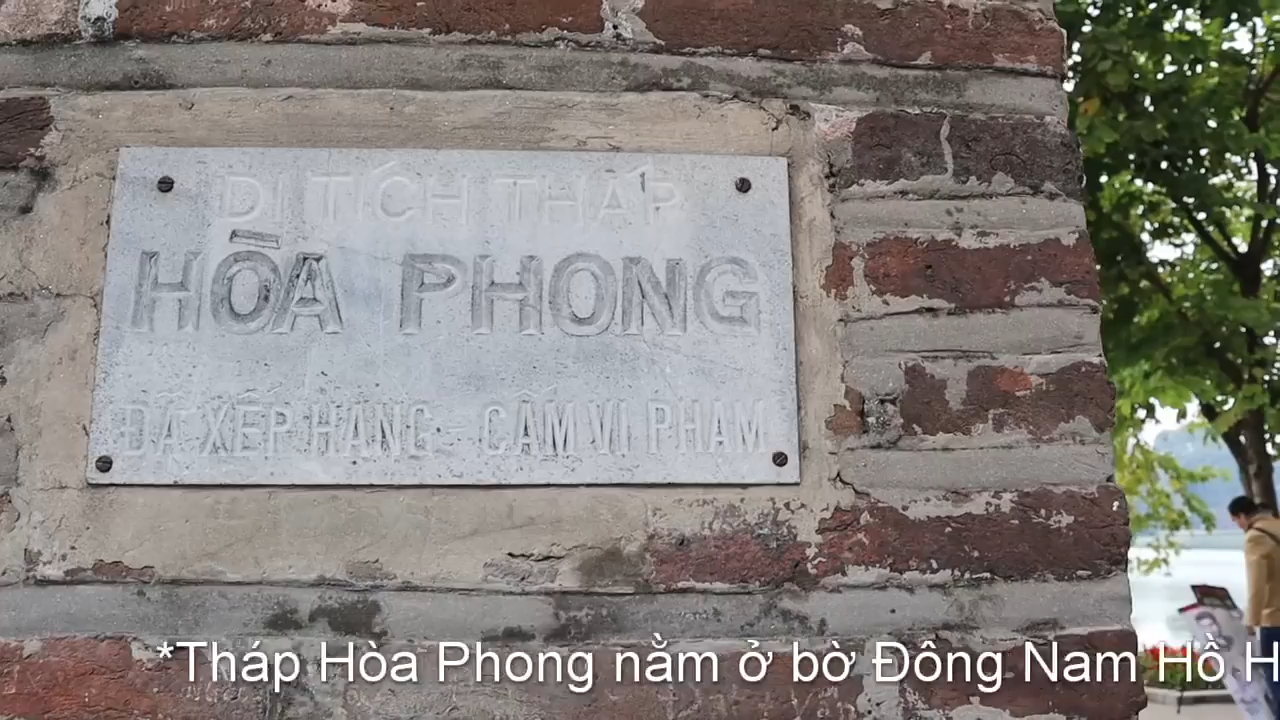 DI TÍCH THÁP
HÒA PHONG
ĐÃ XẾP HẠNG - CẤM VI PHẠM
*Tháp Hòa Phong nằm ở bờ Đông Nam Hồ H